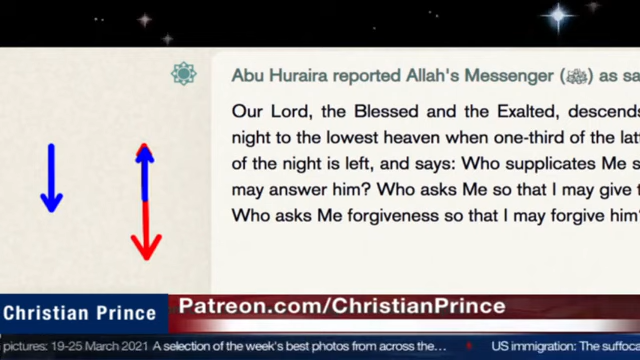 Abu Huraira reported Allah's Messenger (ﷺ) as sa
Our Lord, the Blessed and the Exalted, descends
night to the lowest heaven when one-third of the lat
of the night is left, and says: Who supplicates Me s
may answer him? Who asks Me so that I may give t
Who asks Me forgiveness so that I may forgive him?
Christian Prince
Patreon.com/ChristianPrince
pictures: 19-25 March 2021 A selection of the week's best photos from across the…
US immigration: The suffoca